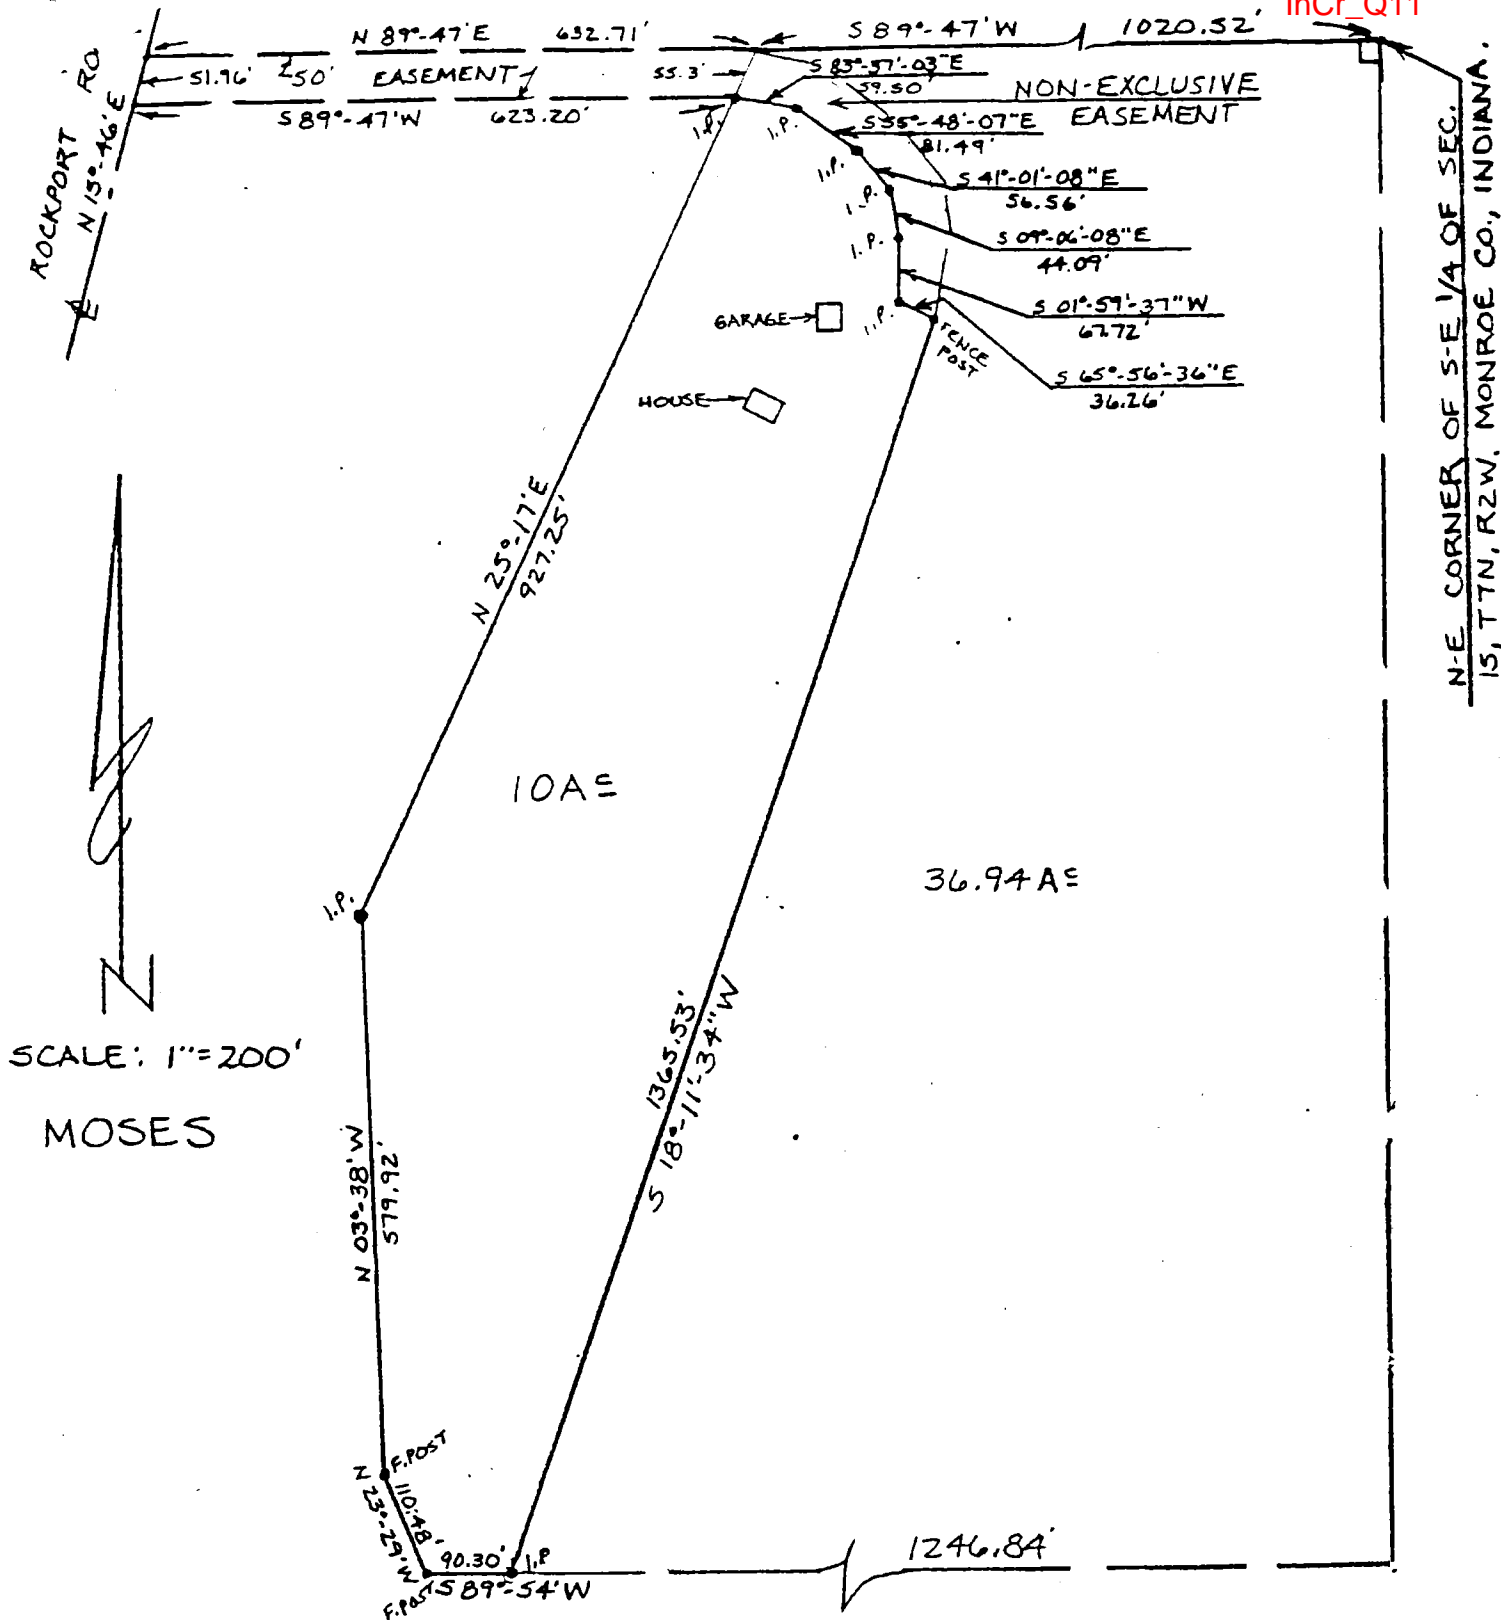 InCr_Q11
N 89°-47'E 632.71'
S 89°-47'W 1020.52'
51.96'
50'
EASEMENT
55.3'
S 83°-57'-03"E
59.50'
NON-EXCLUSIVE
EASEMENT
S 89°-47'W 623.20'
I.P.
I.P.
S 55°-48'-07"E
81.49'
I.P.
S 41°-01'-08"E
56.56'
I.P.
S 09°-06'-08"E
44.09'
I.P.
S 01°-59'-37"W
67.72'
I.P.
S 65°-56'-36"E
36.26'
ROCKPORT RD
N 15°-46'E
GARAGE
FENCE
POST
HOUSE
N-E CORNER OF S-E 1/4 OF SEC.
15, T7N, R2W, MONROE CO., INDIANA.
N 25°-17'E
927.25'
10 Ac
36.94 Ac
I.P.
N
SCALE: 1"=200'
MOSES
1365.53'
S 18°-11'-34"W
N 03°-38'W
579.92'
F.POST
N 23°-29'W
110.48'
90.30'
I.P
S 89°-54'W
F.POST
1246.84'